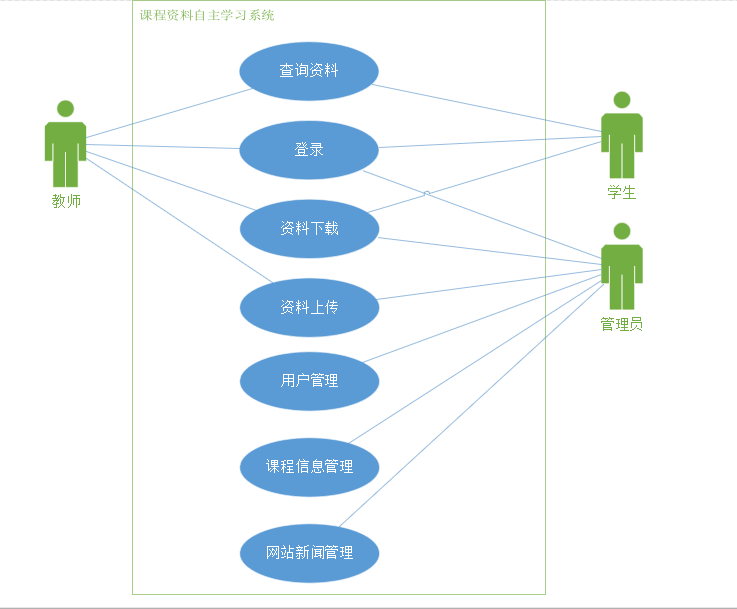 课程资料自主学习系统
查询资料
登录
教师
学生
资料下载
资料上传
管理员
用户管理
课程信息管理
网站新闻管理